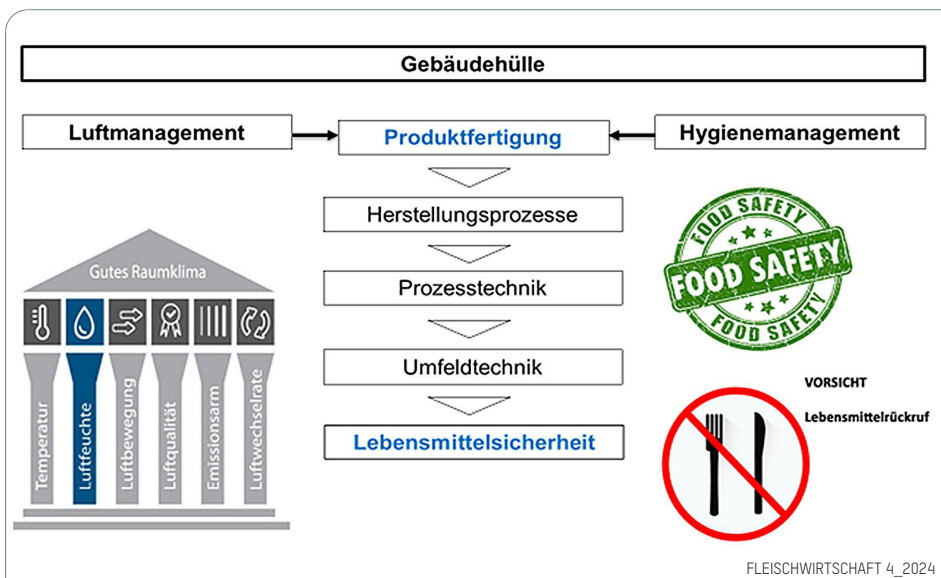 Gebäudehülle
Luftmanagement
Produktfertigung
Hygienemanagement
Herstellungsprozesse
Prozesstechnik
Umfeldtechnik
Lebensmittelsicherheit
Gutes Raumklima
Temperatur
Luftfeuchte
Luftbewegung
Luftqualität
Emissionsarm
Luftwechselrate
FOOD SAFETY
FOOD SAFETY
FOOD SAFETY
VORSICHT
Lebensmittelrückruf
FLEISCHWIRTSCHAFT 4_2024